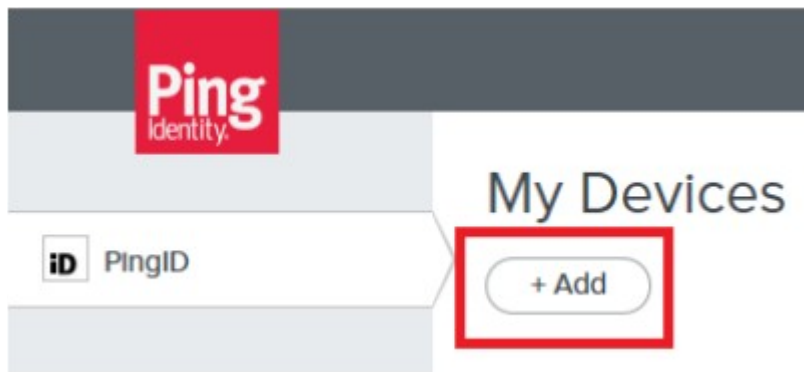 Ping
Identity.
My Devices
iD PingID
+ Add